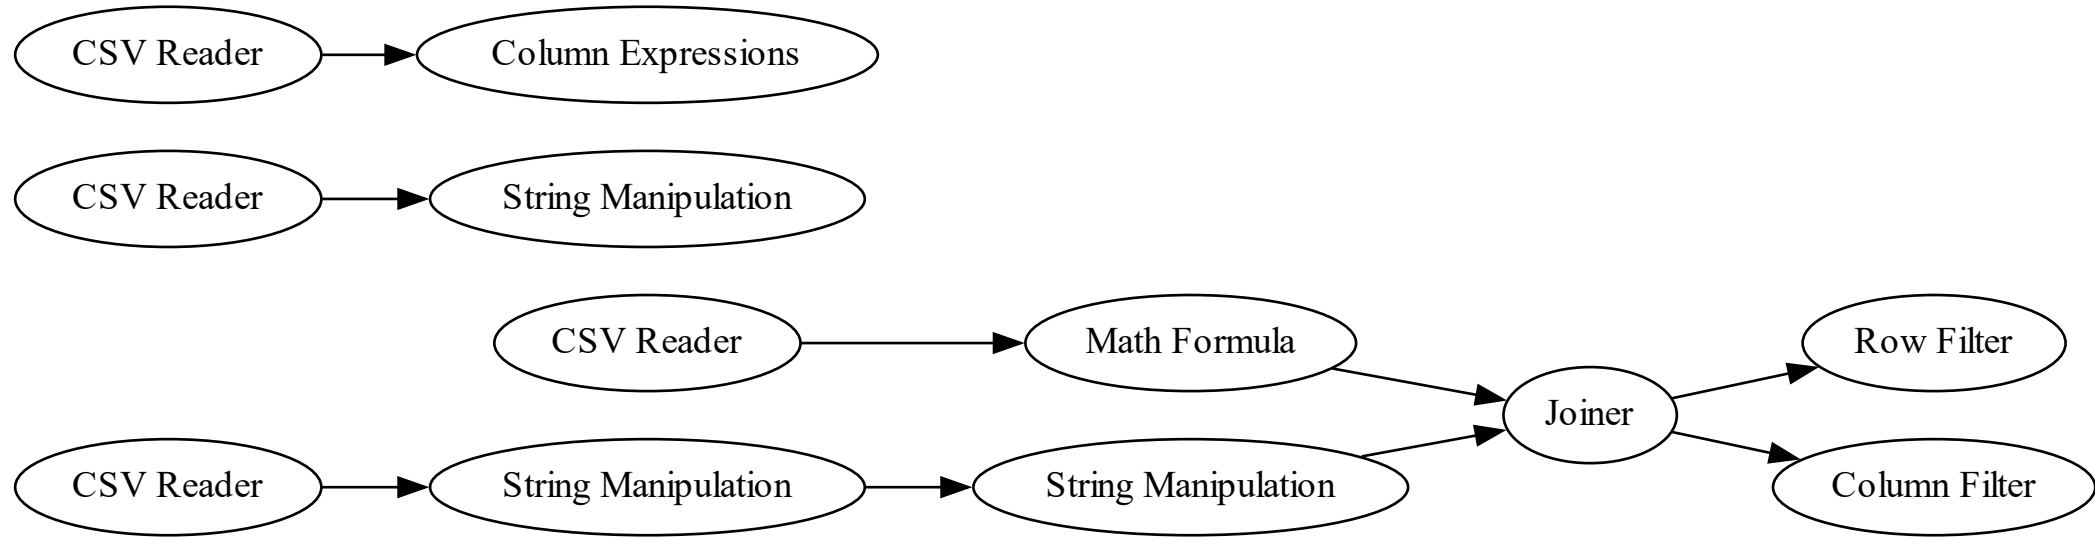 CSV Reader
Column Expressions
CSV Reader
String Manipulation
CSV Reader
Math Formula
Row Filter
Joiner
CSV Reader
String Manipulation
String Manipulation
Column Filter